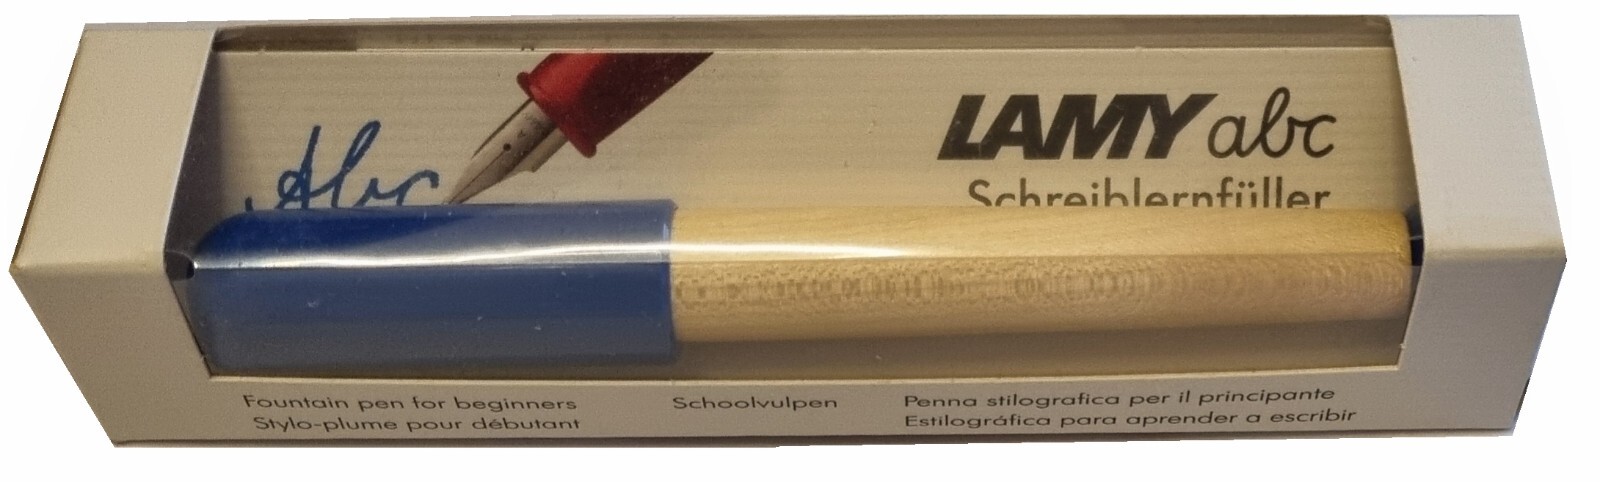 LAMY abc
Abc
Schreiblernfüller
Fountain pen for beginners
Stylo-plume pour débutant
Schoolvulpen
Penna stilografica per il principante
Estilográfica para aprender a escribir